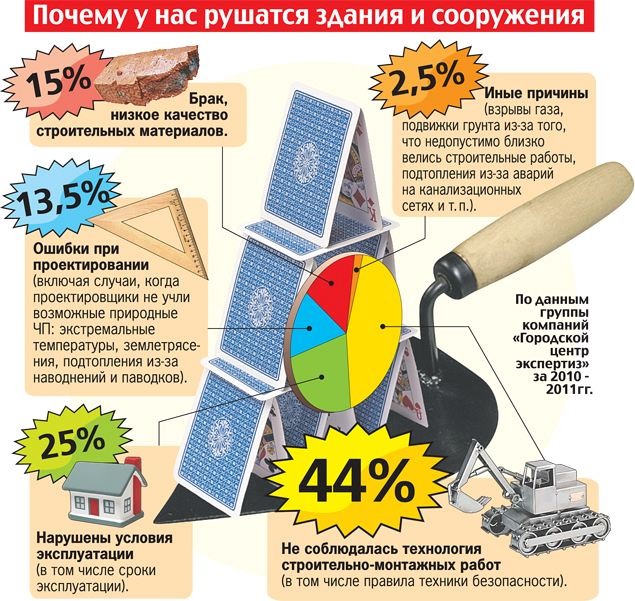 Почему у нас рушатся здания и сооружения
15%
Брак,
низкое качество
строительных материалов.
2,5%
Иные причины
(взрывы газа,
подвижки грунта из-за того,
что недопустимо близко
велись строительные работы,
подтопления из-за аварий
на канализационных
сетях и т.п.).
13,5%
Ошибки при
проектировании
(включая случаи, когда
проектировщики не учли
возможные природные
ЧП: экстремальные
температуры, землетрясе-
ния, подтопления из-за
наводнений и паводков).
По данным
группы
компаний
«Городской
центр
экспертиз»
за 2010 -
2011гг.
25%
Нарушены условия
эксплуатации
(в том числе сроки
эксплуатации).
44%
Не соблюдалась технология
строительно-монтажных работ
(в том числе правила техники безопасности).